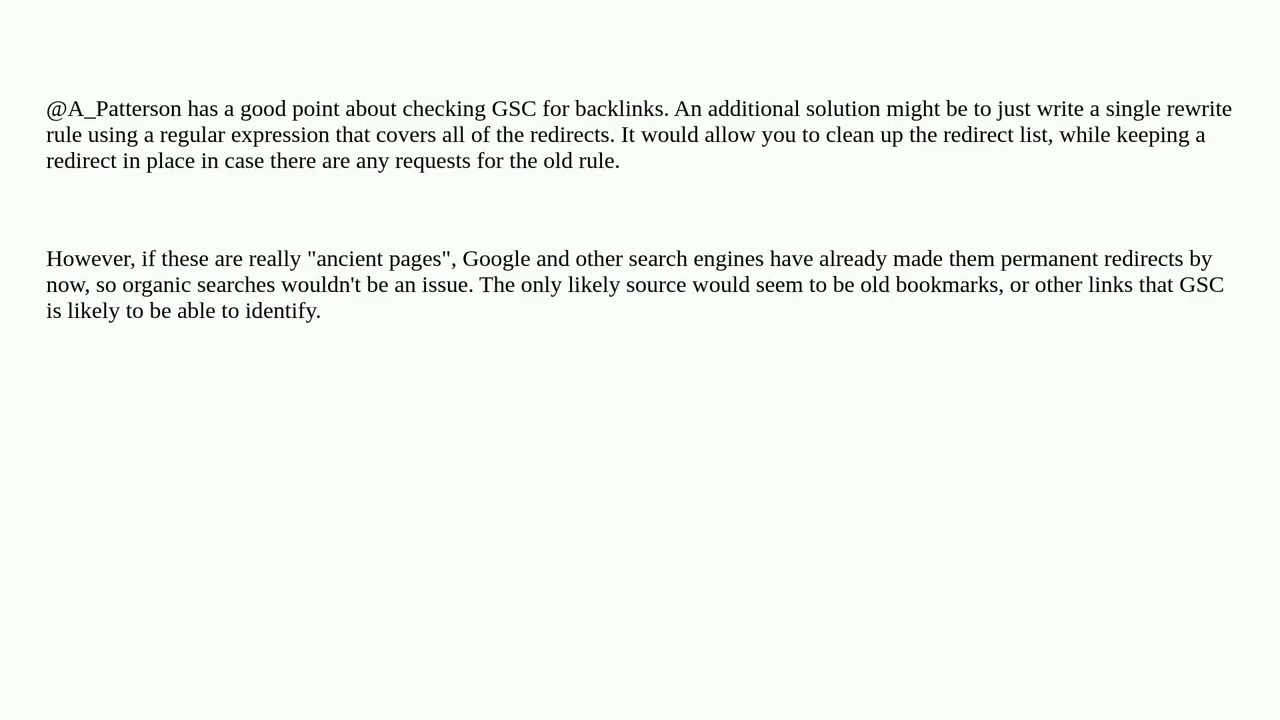 @A_Patterson has a good point about checking GSC for backlinks. An additional solution might be to just write a single rewrite
rule using a regular expression that covers all of the redirects. It would allow you to clean up the redirect list, while keeping a
redirect in place in case there are any requests for the old rule.
However, if these are really "ancient pages", Google and other search engines have already made them permanent redirects by
now, so organic searches wouldn't be an issue. The only likely source would seem to be old bookmarks, or other links that GSC
is likely to be able to identify.